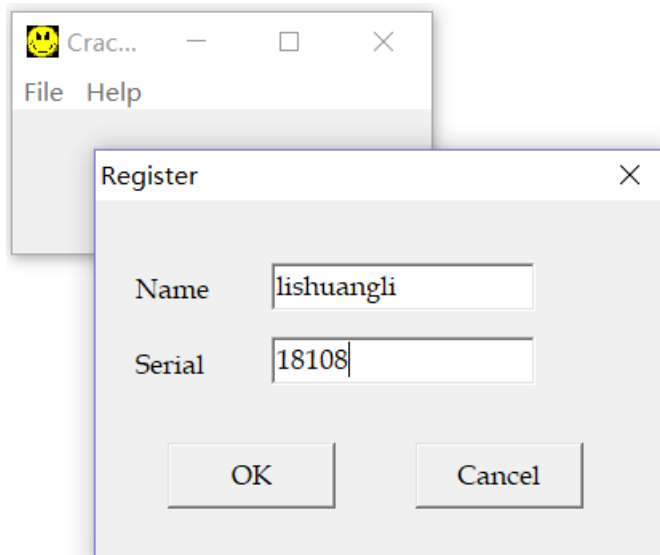 Crac...
File Help
Register
Name lishuangli
Serial 18108
OK Cancel